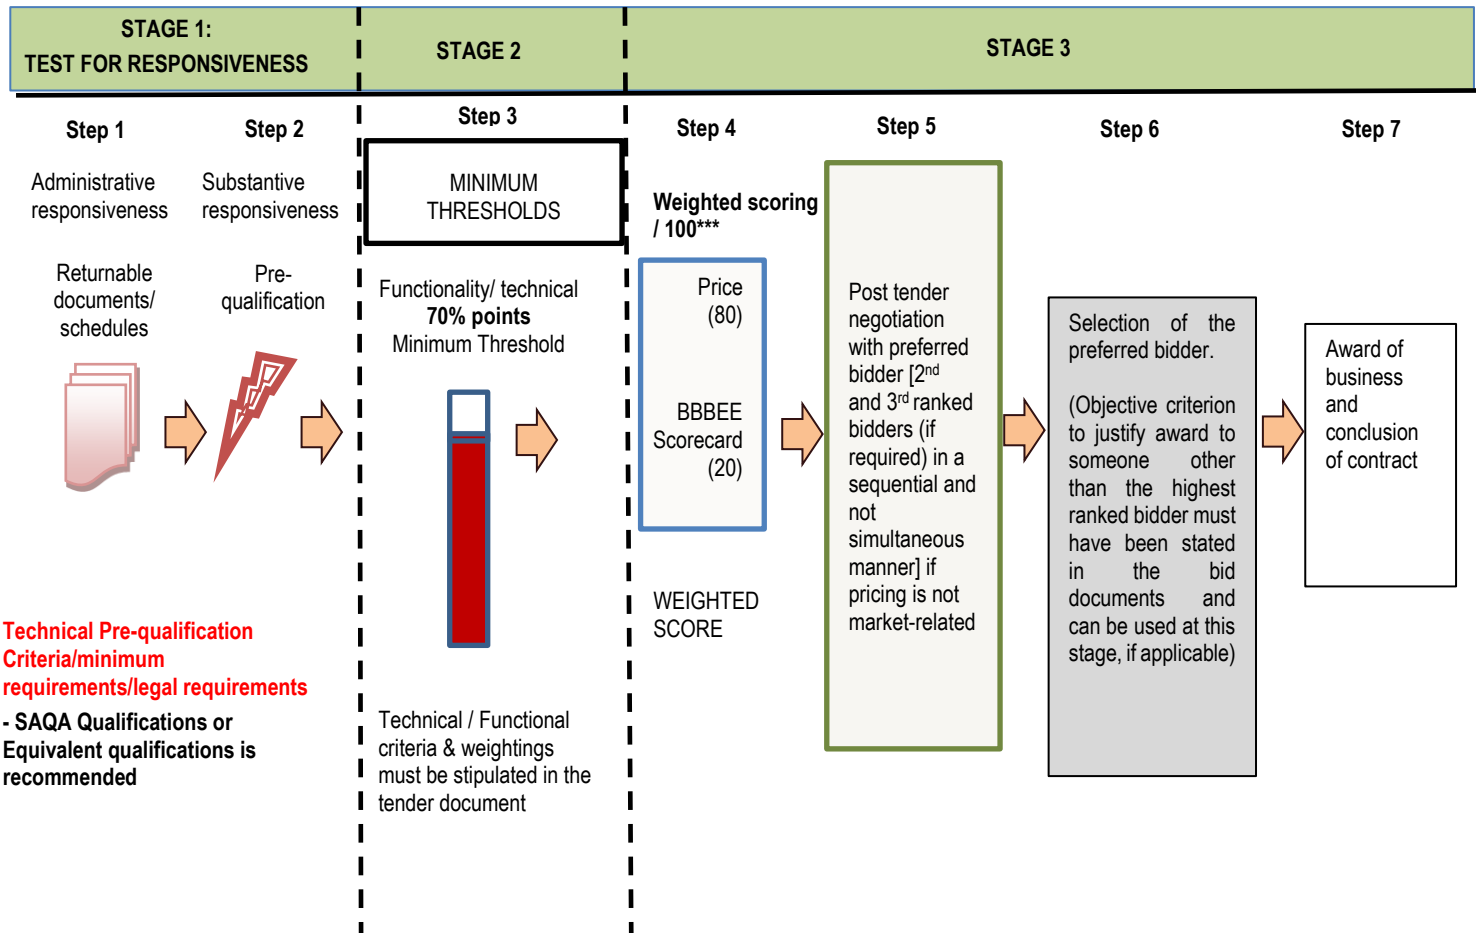 STAGE 1:
TEST FOR RESPONSIVENESS
STAGE 2
STAGE 3
Step 1
Administrative
responsiveness
Returnable
documents/
schedules
Step 2
Substantive
responsiveness
Pre-
qualification
Technical Pre-qualification
Criteria/minimum
requirements/legal requirements
- SAQA Qualifications or
Equivalent qualifications is
recommended
Step 3
MINIMUM
THRESHOLDS
Functionality/ technical
70% points
Minimum Threshold
Technical / Functional
criteria & weightings
must be stipulated in the
tender document
Step 4
Weighted scoring
/ 100***
Price
(80)
BBBEE
Scorecard
(20)
WEIGHTED
SCORE
Step 5
Post tender
negotiation
with preferred
bidder [2nd
and 3rd ranked
bidders (if
required) in a
sequential and
not
simultaneous
manner] if
pricing is not
market-related
Step 6
Selection of the
preferred bidder.
(Objective criterion
to justify award to
someone other
than the highest
ranked bidder must
have been stated
in the bid
documents and
can be used at this
stage, if applicable)
Step 7
Award of
business
and
conclusion
of contract